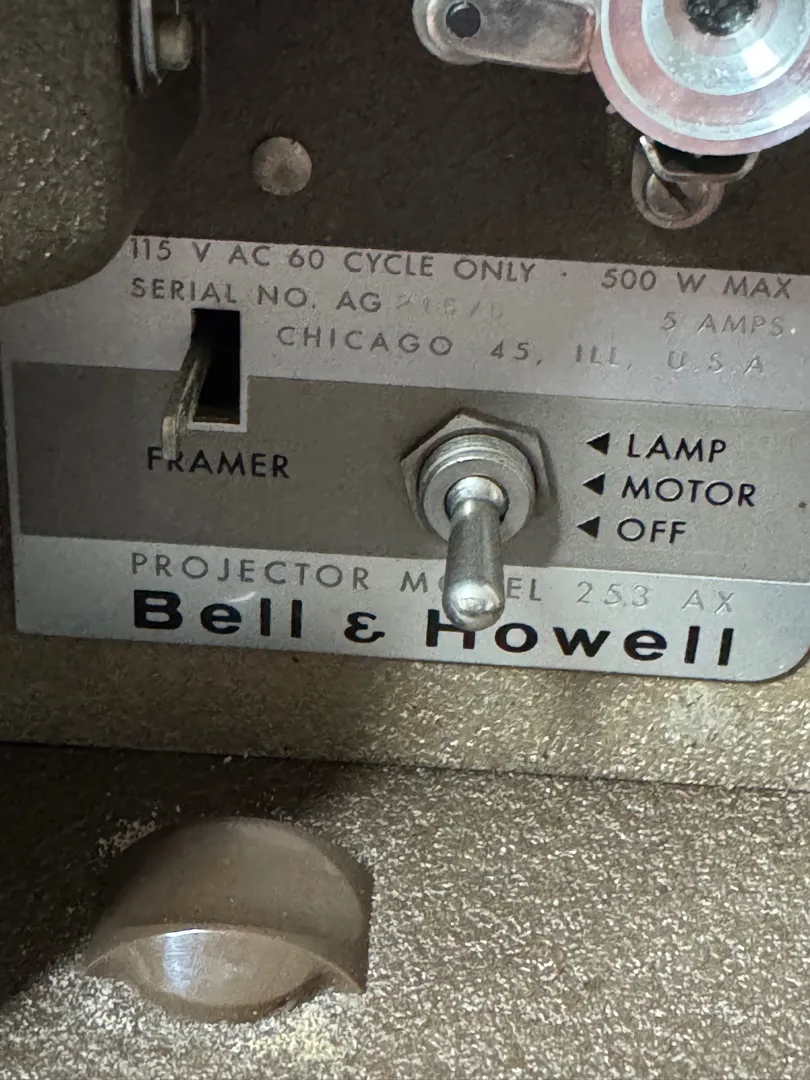 115 V AC 60 CYCLE ONLY · 500 W MAX
SERIAL NO. AG
5 AMPS.
CHICAGO 45, ILL, U.S.A
FRAMER
◄ LAMP
◄ MOTOR
◄ OFF
PROJECTOR MODEL 253 AX
Bell & Howell